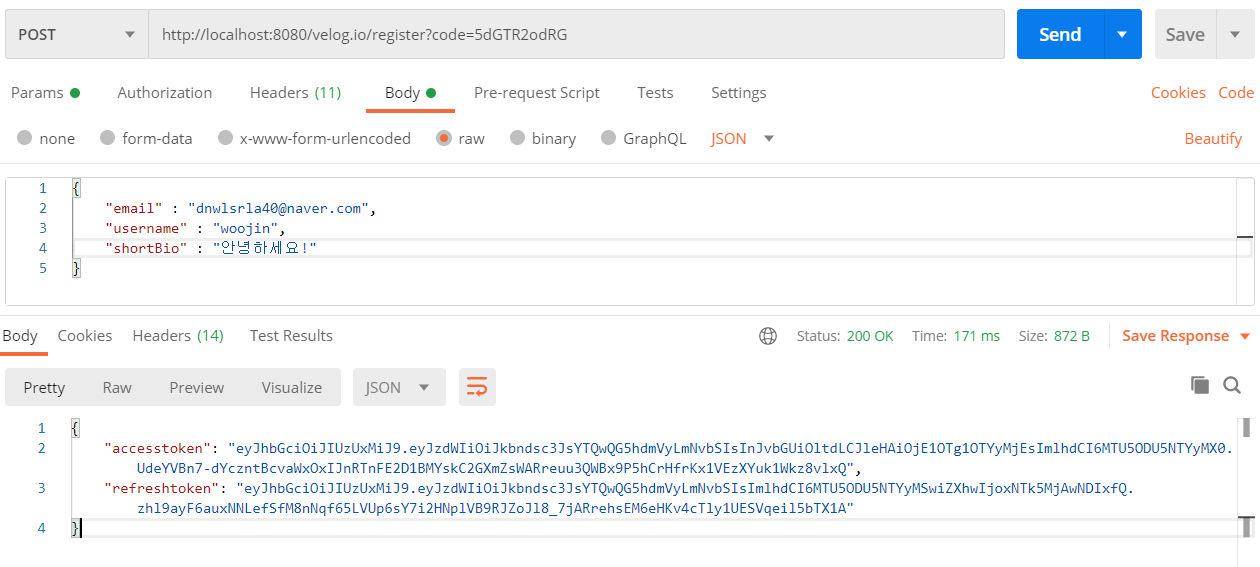 POST http://localhost:8080/velog.io/register?code=5dGTR2odRG Send Save
Params Authorization Headers (11) Body Pre-request Script Tests Settings Cookies Code
none form-data x-www-form-urlencoded raw binary GraphQL JSON Beautify
1 {
2 "email" : "dnwlsrla40@naver.com",
3 "username" : "woojin",
4 "shortBio" : "안녕하세요!"
5 }
Body Cookies Headers (14) Test Results Status: 200 OK Time: 171 ms Size: 872 B Save Response
Pretty Raw Preview Visualize JSON
1 {
2 "accesstoken": "eyJhbGciOiJIUzUxMiJ9.eyJzdWIiOiJkbndsc3JsYTQwQG5hdmVyLmNvbSIsInJvbGUiOltdLCJleHAiOjE1OTg1OTYyMjEsImlhdCI6MTU5ODU5NTYyMX0.
UdeYVBn7-dYczntBcvaWxOxIJnRTnFE2D1BMYskC2GXmZsWARreuu3QWBx9P5hCrHfrKx1VEzXYuk1Wkz8vlxQ",
3 "refreshtoken": "eyJhbGciOiJIUzUxMiJ9.eyJzdWIiOiJkbndsc3JsYTQwQG5hdmVyLmNvbSIsImlhdCI6MTU5ODU5NTYyMSwiZXhwIjoxNTk5MjAwNDIxfQ.
zhl9ayF6auxNNLefSfM8nNqf65LVUp6sY7i2HNplVB9RJZoJl8_7jARrehsEM6eHKv4cTly1UESVqeil5bTX1A"
4 }